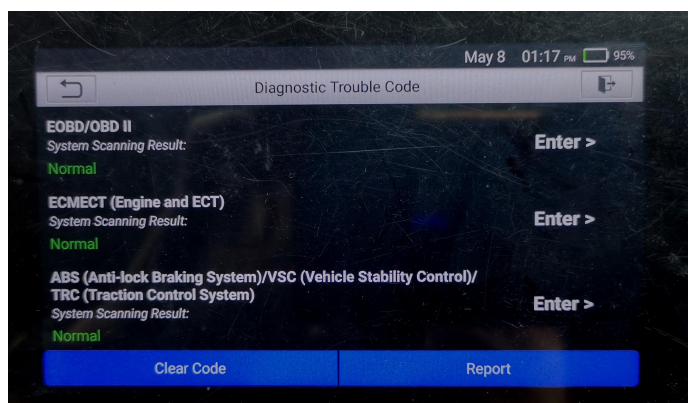 May 8 01:17 PM 95%
Diagnostic Trouble Code
EOBD/OBD II
System Scanning Result:
Enter >
Normal
ECMECT (Engine and ECT)
System Scanning Result:
Enter >
Normal
ABS (Anti-lock Braking System)/VSC (Vehicle Stability Control)/
TRC (Traction Control System)
Enter >
System Scanning Result:
Normal
Clear Code Report